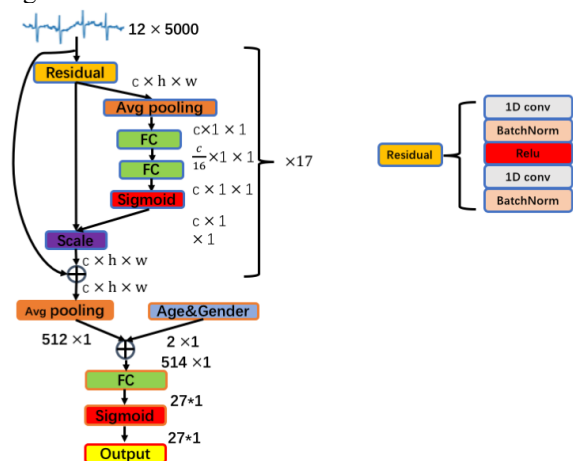 12 × 5000
Residual
c × h × w
Avg pooling
c×1 × 1
FC
c/16 ×1 × 1
FC
c × 1 × 1
Sigmoid
c × 1
× 1
Scale
c × h × w
c × h × w
×17
Avg pooling
Age&Gender
512 ×1
2 ×1
514 ×1
FC
27*1
Sigmoid
27*1
Output
Residual
1D conv
BatchNorm
Relu
1D conv
BatchNorm